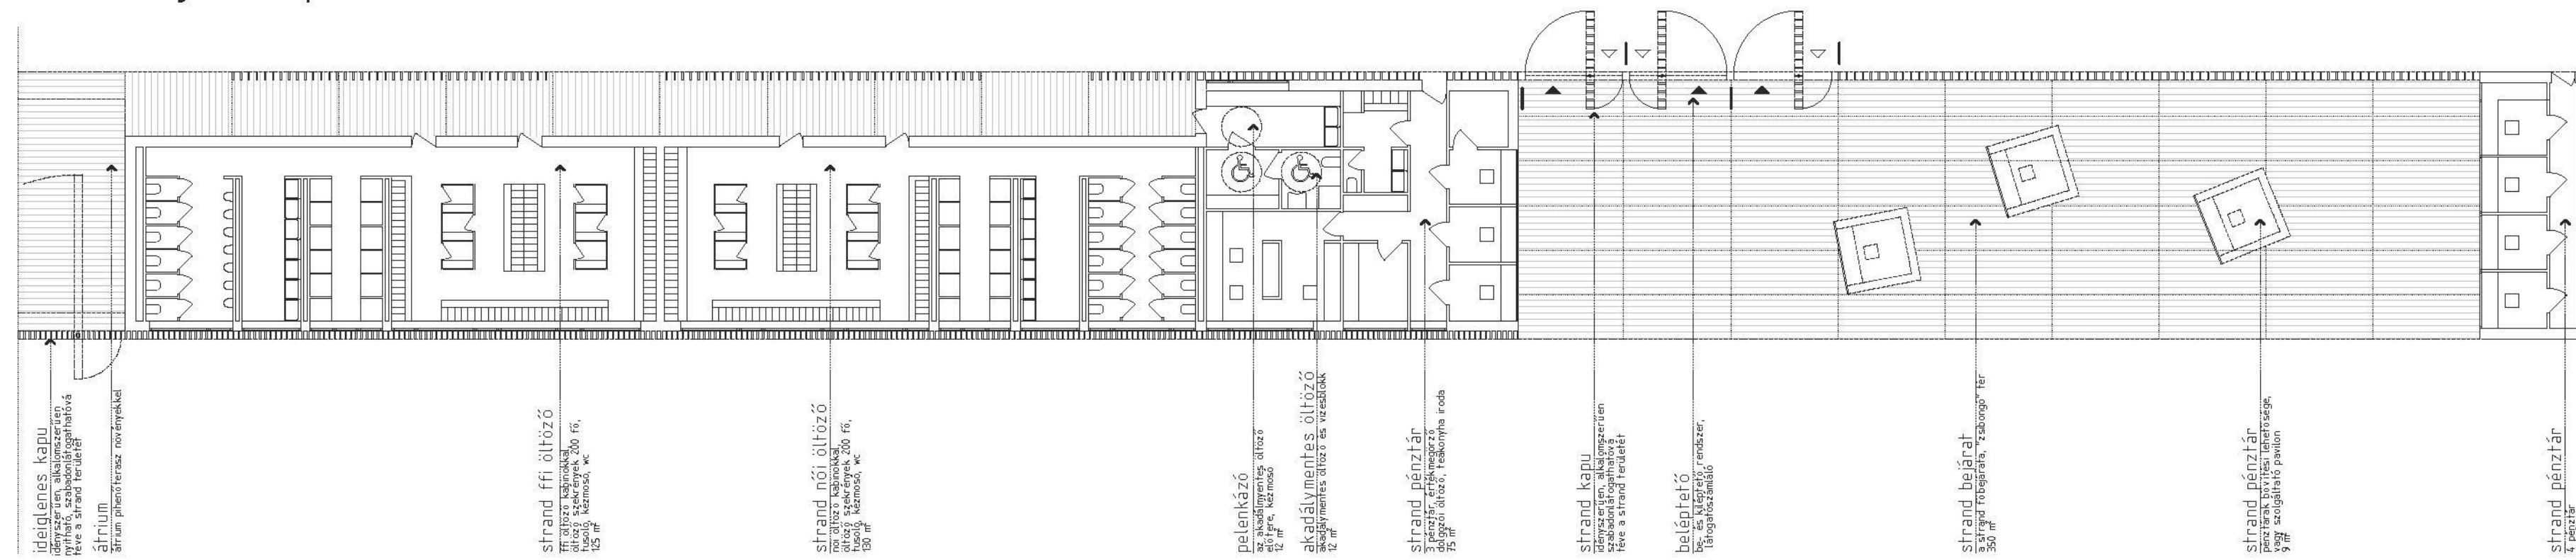 ideiglenes kapu
idényszerűen, alkalomszerűen
nyitható, szabadonlátogathatóvá
téve a strand területét
átrium
átrium pihenőterasz növényekkel
strand ffi öltöző
ffi öltöző kabinokkal,
öltöző szekrények 200 fő,
tusoló, kézmosó, wc
125 m²
strand női öltöző
női öltöző kabinokkal,
öltöző szekrények 200 fő,
tusoló, kézmosó, wc
130 m²
pelenkázó
az akadálymentes öltöző
előtere, kézmosó
12 m²
akadálymentes öltöző
akadálymentes öltöző és vizesblokk
12 m²
strand pénztár
3 pénztár, értékmegőrző
dolgozói öltöző, teakonyha iroda
75 m²
strand kapu
idényszerűen, alkalomszerűen
szabadonlátogathatóvá
téve a strand területét
beléptető
be- és kiléptető rendszer,
látogatószámláló
strand bejárat
a strand főbejárata, "zsibongó" tér
350 m²
strand pénztár
pénztárak bővítési lehetősége,
vagy szolgáltató pavilon
9 m²
strand pénztár